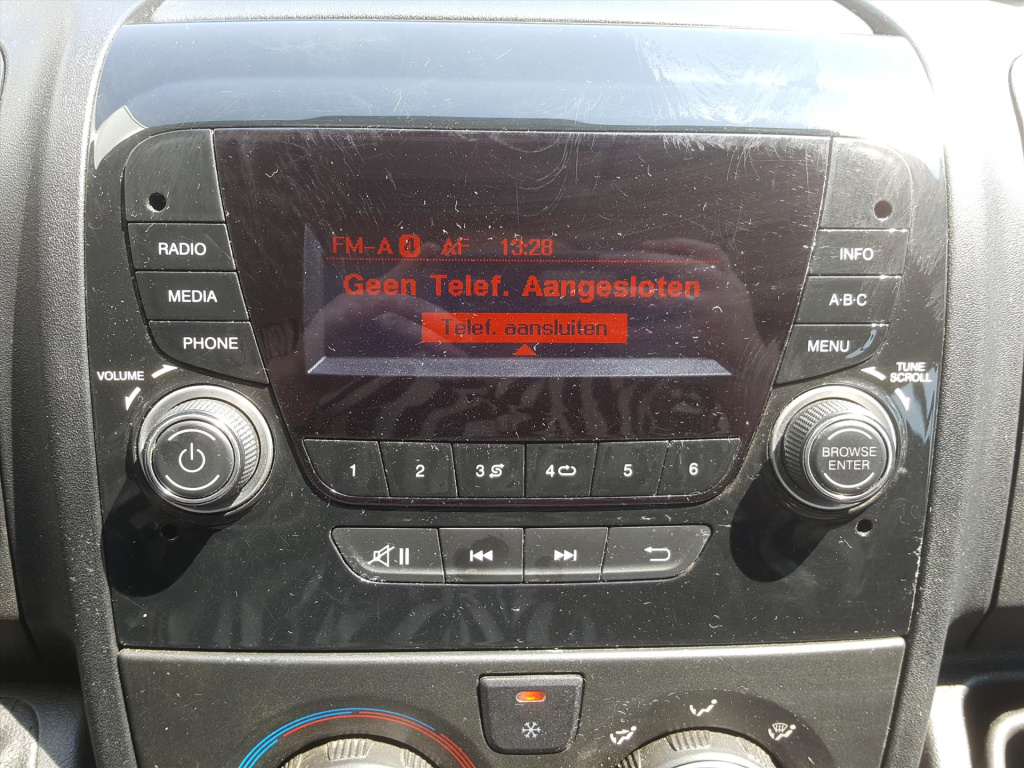 FM-A AF 13:28
Geen Telef. Aangesloten
Telef. aansluiten
RADIO
MEDIA
PHONE
INFO
A·B·C
MENU
VOLUME
TUNE
SCROLL
BROWSE
ENTER
1 2 3 4 5 6